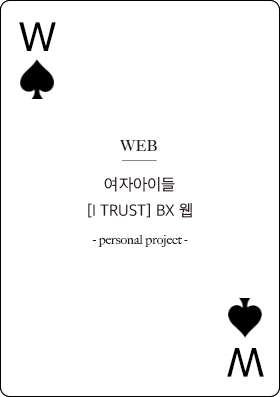 W
WEB
여자아이들
[I TRUST] BX 웹
- personal project -
W